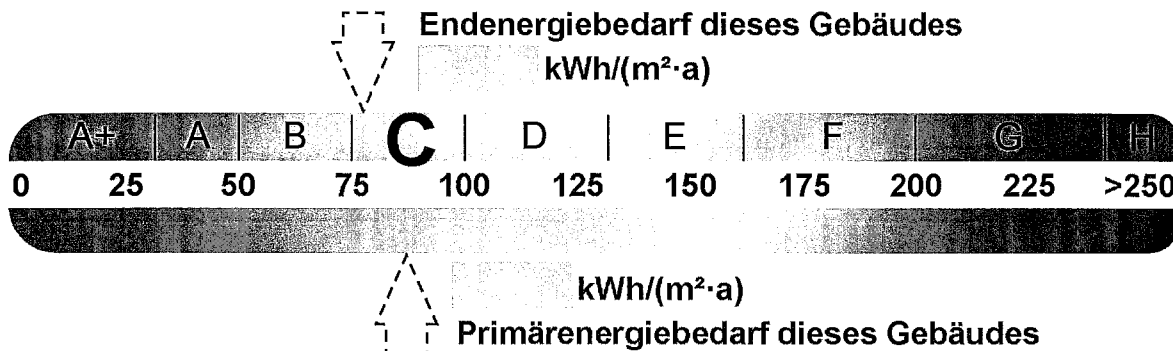 Endenergiebedarf dieses Gebäudes
kWh/(m²·a)
A+ A B C D E F G H
0 25 50 75 100 125 150 175 200 225 >250
kWh/(m²·a)
Primärenergiebedarf dieses Gebäudes